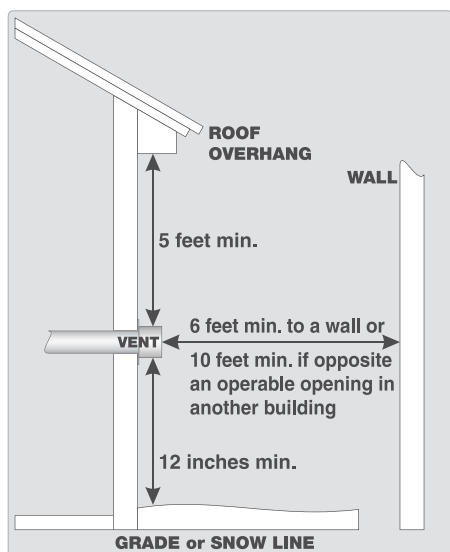 ROOF
OVERHANG
WALL
5 feet min.
VENT
6 feet min. to a wall or
10 feet min. if opposite
an operable opening in
another building
12 inches min.
GRADE or SNOW LINE